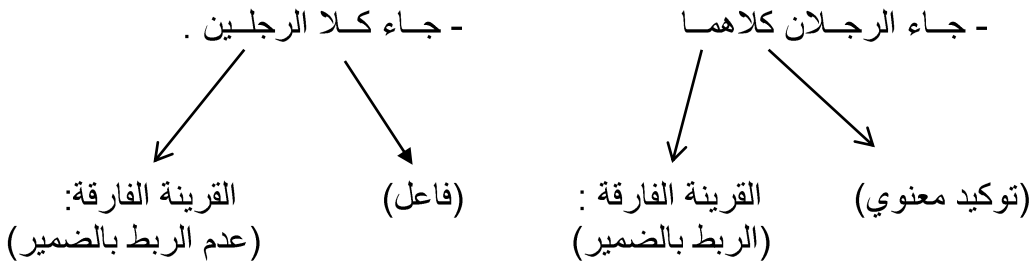 - جاء الرجلان كلاهما
- جاء كلا الرجلين .
(توكيد معنوي)
القرينة الفارقة :
(الربط بالضمير)
(فاعل)
القرينة الفارقة:
(عدم الربط بالضمير)